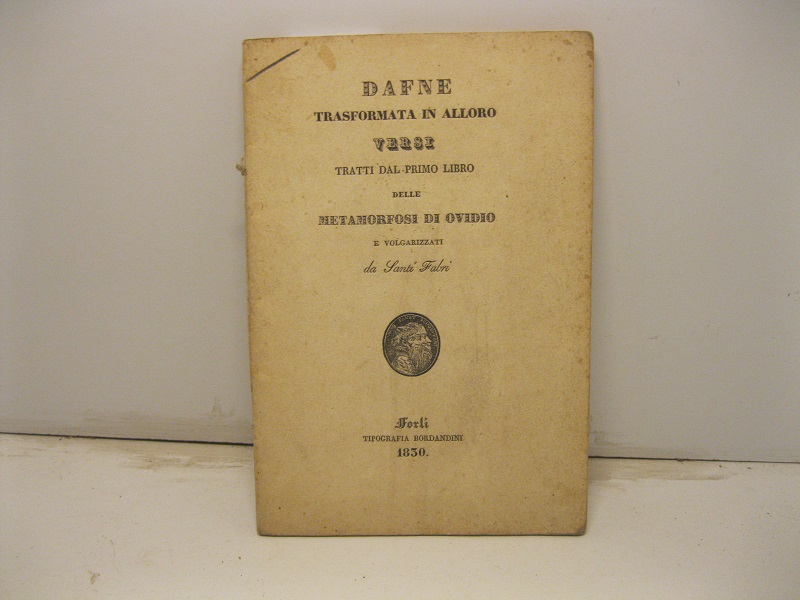 DAFNE
TRASFORMATA IN ALLORO
VERSI
TRATTI DAL PRIMO LIBRO
DELLE
METAMORFOSI DI OVIDIO
E VOLGARIZZATI
da Santi Fabri
Forlì
TIPOGRAFIA BORDANDINI
1830.